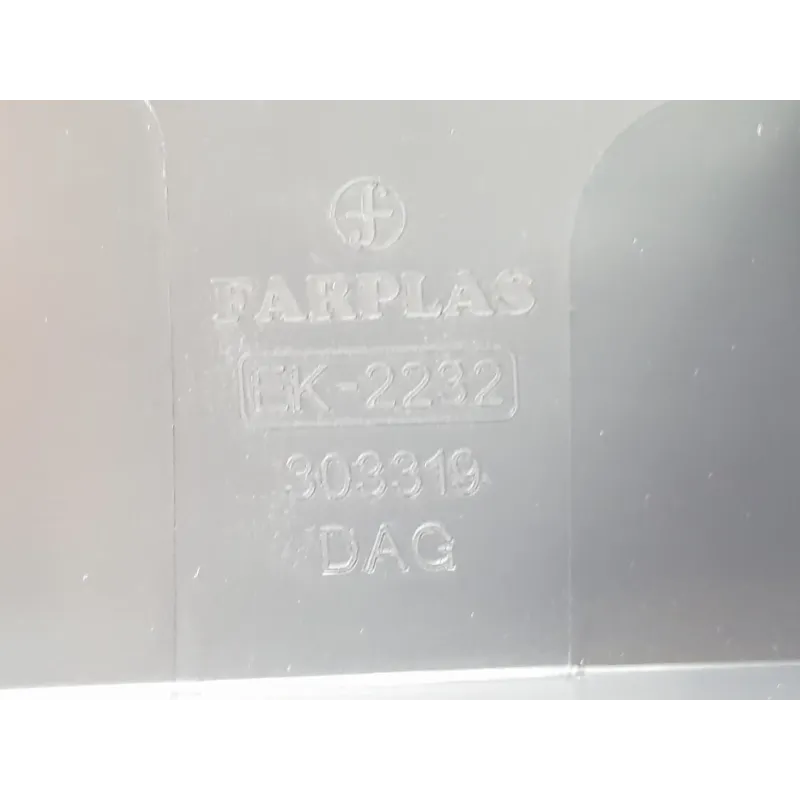 f
FARPLAS
EK-2232
303319
DAG